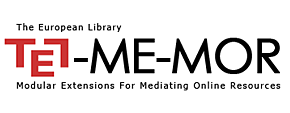 The European Library
TEL-ME-MOR
Modular Extensions For Mediating Online Resources